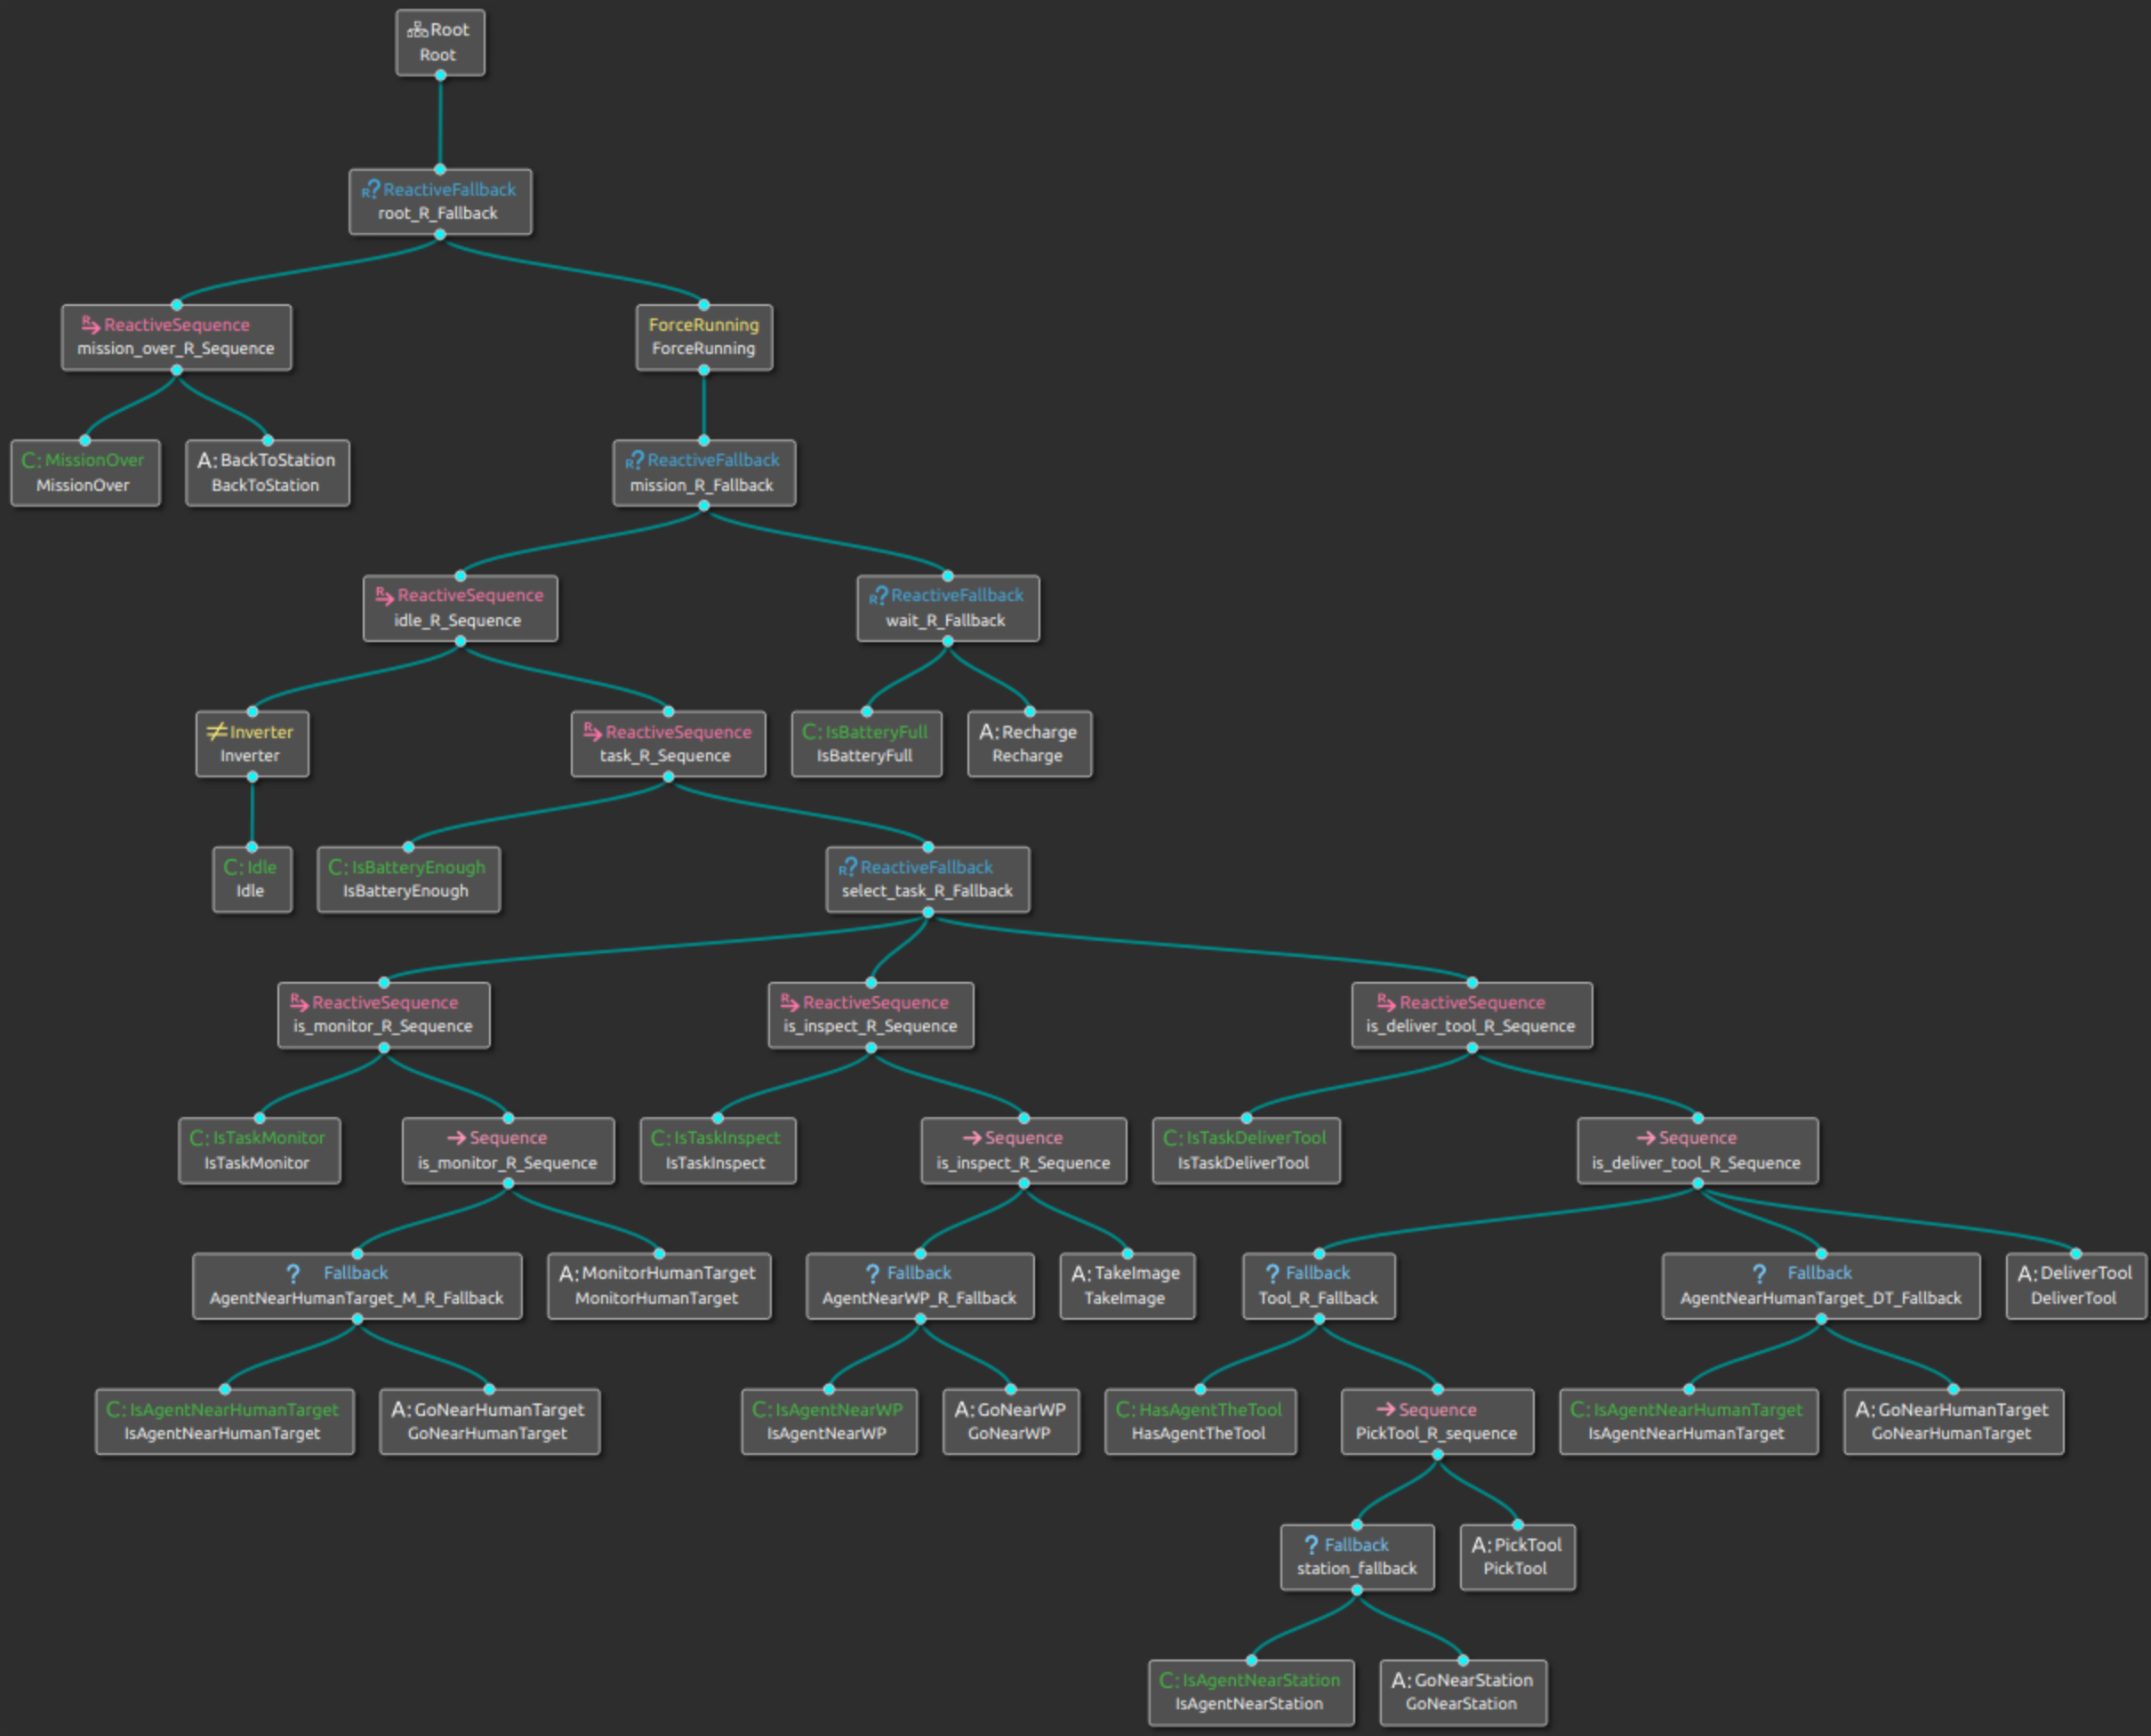 Root
Root
R?ReactiveFallback
root_R_Fallback
R ReactiveSequence
mission_over_R_Sequence
ForceRunning
ForceRunning
C:MissionOver
MissionOver
A:BackToStation
BackToStation
R?ReactiveFallback
mission_R_Fallback
R ReactiveSequence
idle_R_Sequence
R?ReactiveFallback
wait_R_Fallback
≠Inverter
Inverter
R ReactiveSequence
task_R_Sequence
C:IsBatteryFull
IsBatteryFull
A:Recharge
Recharge
C:Idle
Idle
C:IsBatteryEnough
IsBatteryEnough
R?ReactiveFallback
select_task_R_Fallback
R ReactiveSequence
is_monitor_R_Sequence
R ReactiveSequence
is_inspect_R_Sequence
R ReactiveSequence
is_deliver_tool_R_Sequence
C:IsTaskMonitor
IsTaskMonitor
→Sequence
is_monitor_R_Sequence
C:IsTaskInspect
IsTaskInspect
→Sequence
is_inspect_R_Sequence
C:IsTaskDeliverTool
IsTaskDeliverTool
→Sequence
is_deliver_tool_R_Sequence
? Fallback
AgentNearHumanTarget_M_R_Fallback
A:MonitorHumanTarget
MonitorHumanTarget
? Fallback
AgentNearWP_R_Fallback
A:TakeImage
TakeImage
? Fallback
Tool_R_Fallback
? Fallback
AgentNearHumanTarget_DT_Fallback
A:DeliverTool
DeliverTool
C:IsAgentNearHumanTarget
IsAgentNearHumanTarget
A:GoNearHumanTarget
GoNearHumanTarget
C:IsAgentNearWP
IsAgentNearWP
A:GoNearWP
GoNearWP
C:HasAgentTheTool
HasAgentTheTool
→Sequence
PickTool_R_sequence
C:IsAgentNearHumanTarget
IsAgentNearHumanTarget
A:GoNearHumanTarget
GoNearHumanTarget
? Fallback
station_fallback
A:PickTool
PickTool
C:IsAgentNearStation
IsAgentNearStation
A:GoNearStation
GoNearStation